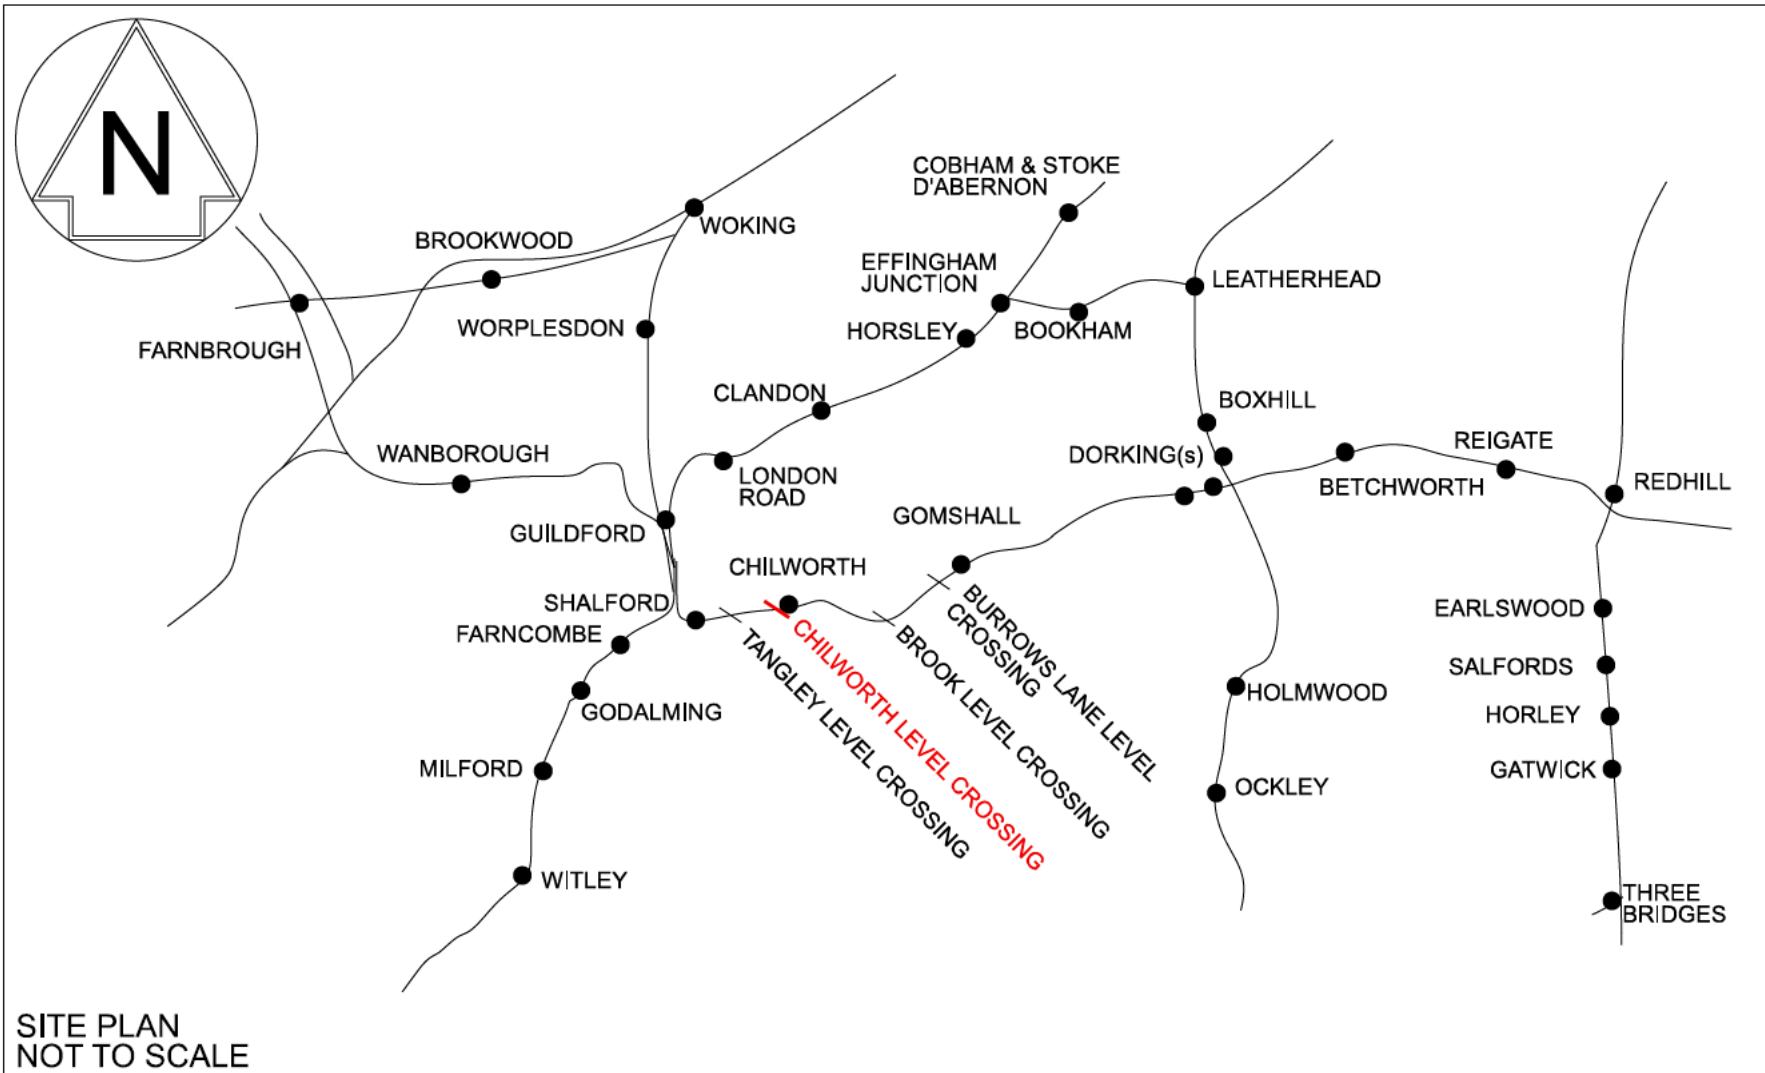 N
COBHAM & STOKE
D'ABERNON
WOKING
BROOKWOOD
EFFINGHAM
JUNCTION
LEATHERHEAD
WORPLESDON
HORSLEY
BOOKHAM
FARNBROUGH
CLANDON
BOXHILL
WANBOROUGH
DORKING(s)
REIGATE
LONDON
ROAD
BETCHWORTH
REDHILL
GUILDFORD
GOMSHALL
CHILWORTH
SHALFORD
FARNCOMBE
EARLSWOOD
TANGLEY LEVEL CROSSING
CHILWORTH LEVEL CROSSING
BROOK LEVEL CROSSING
BURROWS LANE LEVEL
CROSSING
SALFORDS
HOLMWOOD
GODALMING
HORLEY
MILFORD
GATWICK
OCKLEY
WITLEY
THREE
BRIDGES
SITE PLAN
NOT TO SCALE